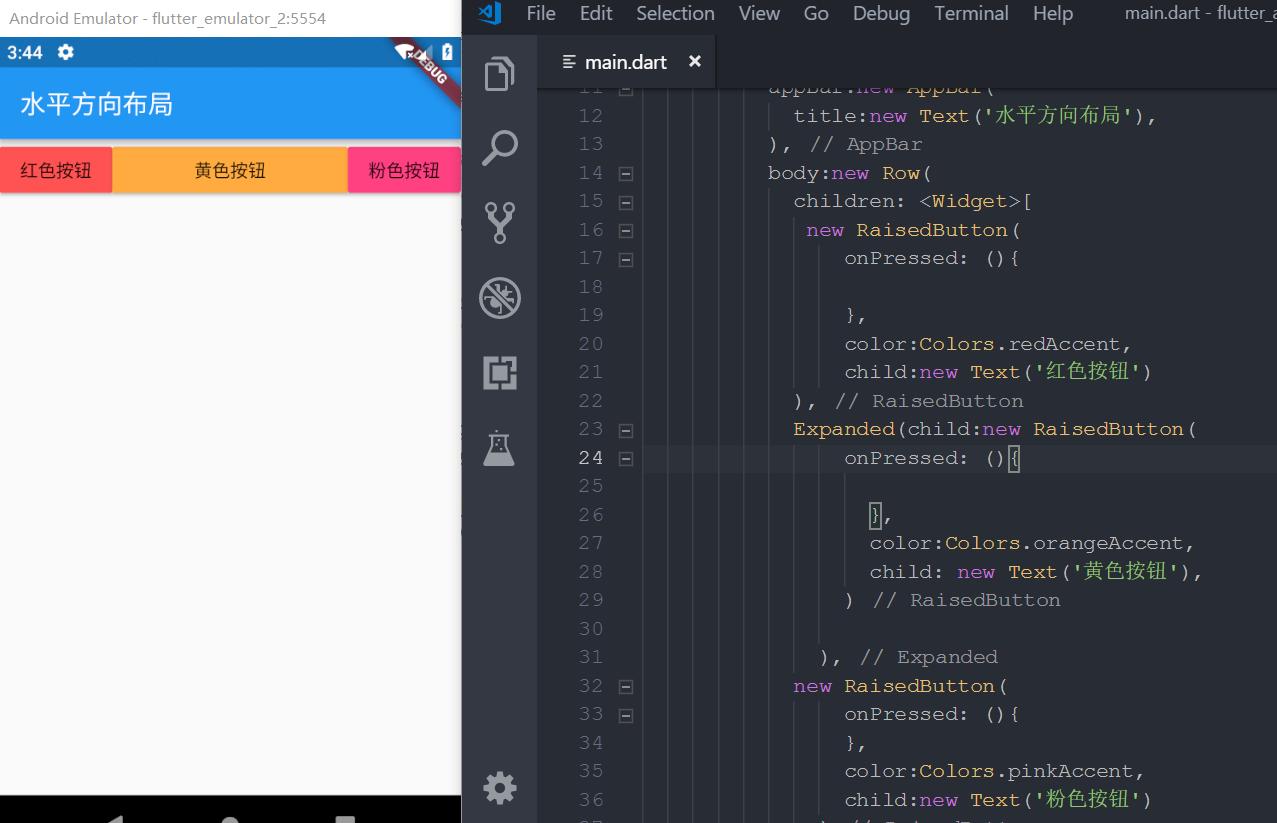 Android Emulator - flutter_emulator_2:5554
3:44
DEBUG
水平方向布局
红色按钮
黄色按钮
粉色按钮
File Edit Selection View Go Debug Terminal Help main.dart - flutter_a
main.dart ×
11 appBar:new AppBar(
12 title:new Text('水平方向布局'),
13 ), // AppBar
14 body:new Row(
15 children: <Widget>[
16 new RaisedButton(
17 onPressed: (){
18
19 },
20 color:Colors.redAccent,
21 child:new Text('红色按钮')
22 ), // RaisedButton
23 Expanded(child:new RaisedButton(
24 onPressed: (){
25
26 },
27 color:Colors.orangeAccent,
28 child: new Text('黄色按钮'),
29 ) // RaisedButton
30
31 ), // Expanded
32 new RaisedButton(
33 onPressed: (){
34 },
35 color:Colors.pinkAccent,
36 child:new Text('粉色按钮')